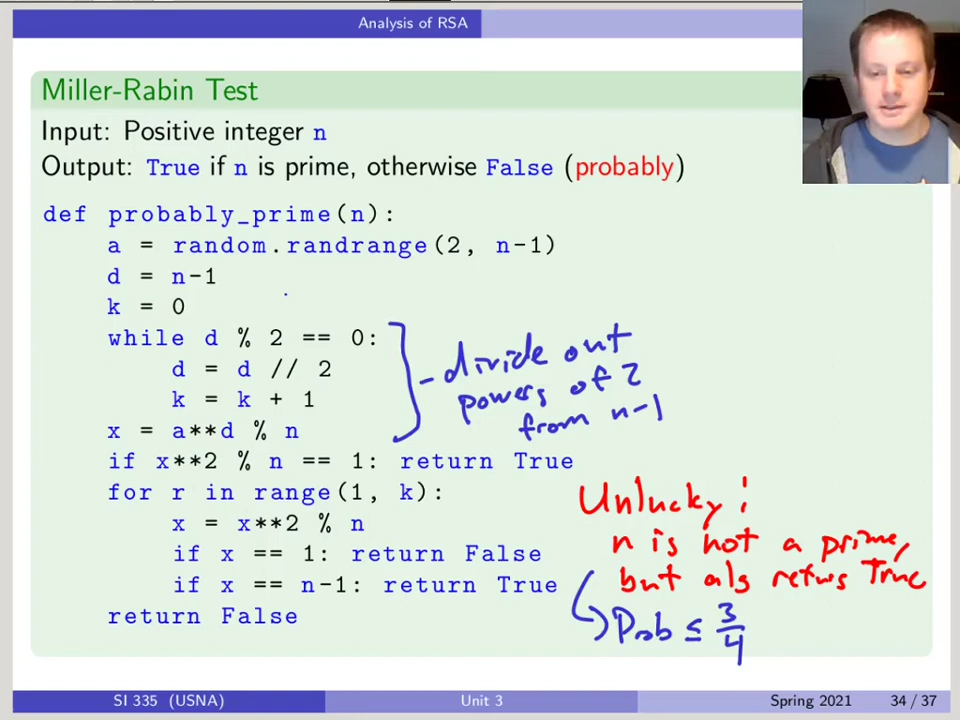 Analysis of RSA
Miller-Rabin Test
Input: Positive integer n
Output: True if n is prime, otherwise False (probably)
def probably_prime(n):
a = random.randrange(2, n-1)
d = n-1
k = 0
while d % 2 == 0:
d = d // 2
k = k + 1
x = a**d % n
if x**2 % n == 1: return True
for r in range(1, k):
x = x**2 % n
if x == 1: return False
if x == n-1: return True
return False
divide out
powers of 2
from n-1
Unlucky:
n is not a prime,
but alg returs True
Prob ≤ 3/4
SI 335 (USNA)
Unit 3
Spring 2021
34 / 37